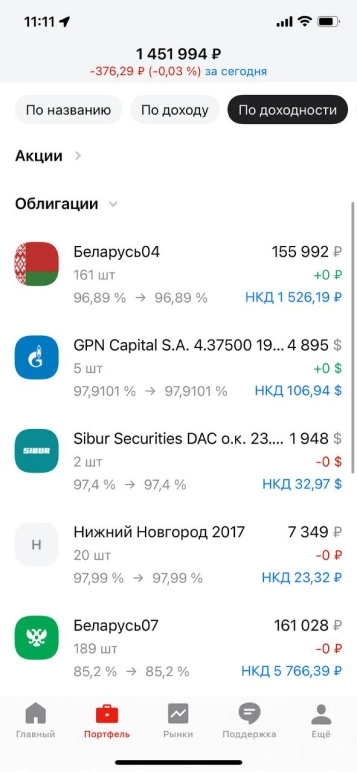 11:11
1 451 994 ₽
-376,29 ₽ (-0,03 %) за сегодня
По названию По доходу По доходности
Акции
Облигации
Беларусь04 155 992 ₽
161 шт +0 ₽
96,89 % → 96,89 % НКД 1 526,19 ₽
GPN Capital S.A. 4.37500 19... 4 895 $
5 шт +0 $
97,9101 % → 97,9101 % НКД 106,94 $
SIBUR
Sibur Securities DAC о.к. 23.... 1 948 $
2 шт -0 $
97,4 % → 97,4 % НКД 32,97 $
Н
Нижний Новгород 2017 7 349 ₽
20 шт -0 ₽
97,99 % → 97,99 % НКД 23,32 ₽
Беларусь07 161 028 ₽
189 шт -0 ₽
85,2 % → 85,2 % НКД 5 766,39 ₽
Главный Портфель Рынки Поддержка Ещё